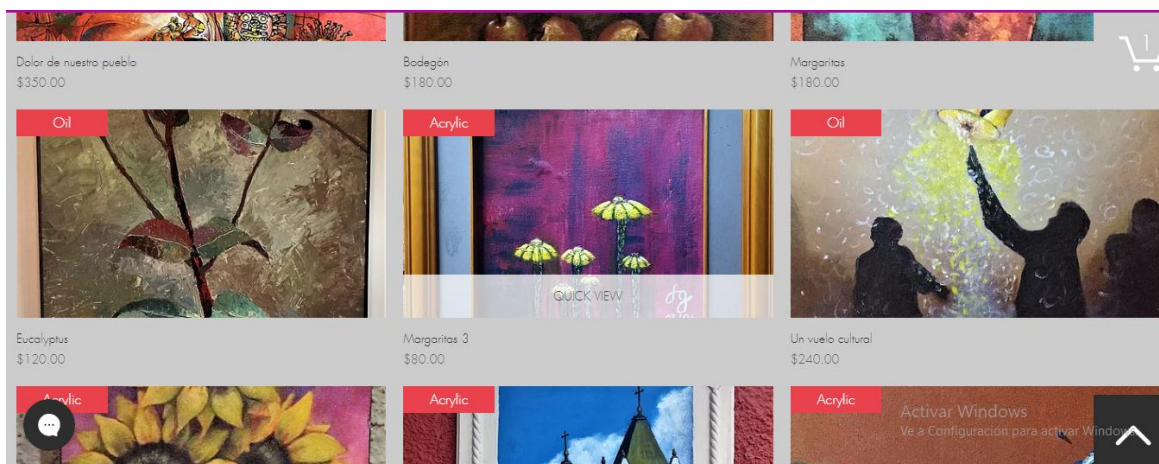 Dolor de nuestro pueblo
$350.00
Bodegón
$180.00
Margaritas
$180.00
1
Oil
Acrylic
Oil
QUICK VIEW
dg
Eucalyptus
$120.00
Margaritas 3
$80.00
Un vuelo cultural
$240.00
Acrylic
Acrylic
Acrylic
Activar Windows
Ve a Configuración para activar Windows.